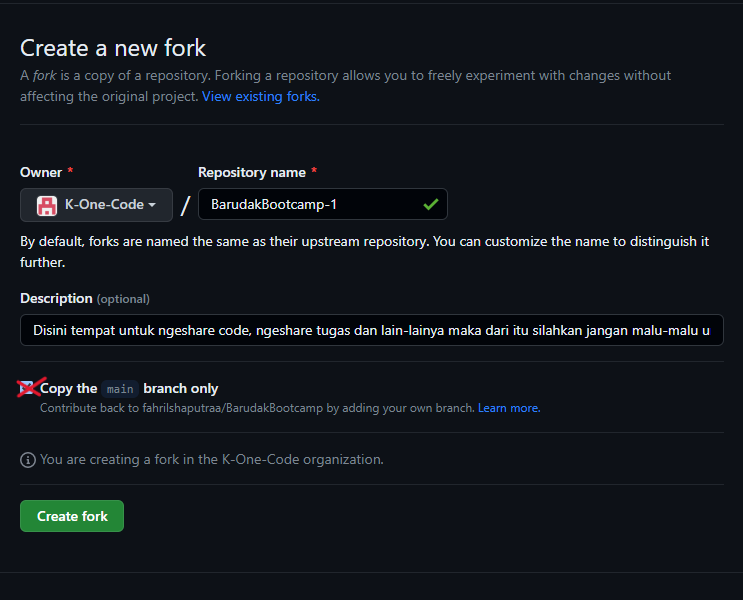 Create a new fork
A fork is a copy of a repository. Forking a repository allows you to freely experiment with changes without
affecting the original project. View existing forks.
Owner * Repository name *
K-One-Code / BarudakBootcamp-1
By default, forks are named the same as their upstream repository. You can customize the name to distinguish it
further.
Description (optional)
Disini tempat untuk ngeshare code, ngeshare tugas dan lain-lainya maka dari itu silahkan jangan malu-malu u
Copy the main branch only
Contribute back to fahrilshaputraa/BarudakBootcamp by adding your own branch. Learn more.
You are creating a fork in the K-One-Code organization.
Create fork